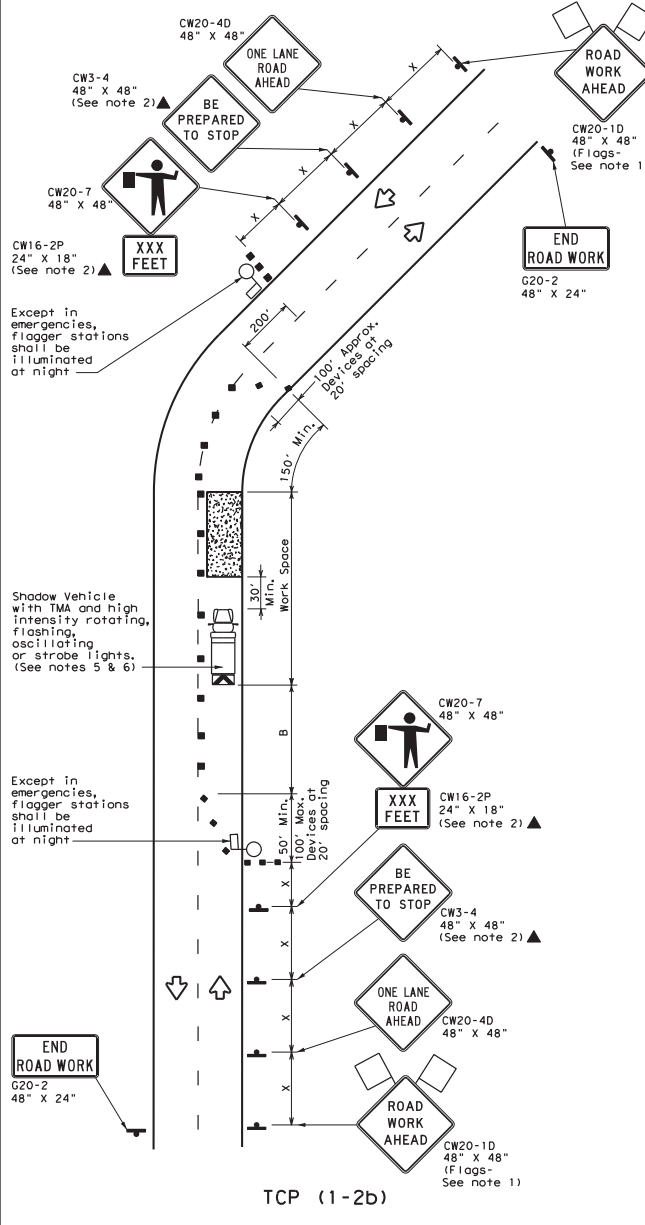 CW20-4D
48" X 48"
ONE LANE
ROAD
AHEAD
ROAD
WORK
AHEAD
CW3-4
48" X 48"
(See note 2)▲
BE
PREPARED
TO STOP
X
X
X
X
CW20-1D
48" X 48"
(Flags-
See note 1
CW20-7
48" X 48"
CW16-2P
24" X 18"
(See note 2)▲
XXX
FEET
END
ROAD WORK
G20-2
48" X 24"
Except in
emergencies,
flagger stations
shall be
illuminated
at night
200'
100' Approx.
Devices at
20' spacing
150' Min.
Work Space
30'
Min.
Shadow Vehicle
with TMA and high
intensity rotating,
flashing,
oscillating
or strobe lights.
(See notes 5 & 6)
B
CW20-7
48" X 48"
Except in
emergencies,
flagger stations
shall be
illuminated
at night
50' Min.
100' Max.
Devices at
20' spacing
XXX
FEET
CW16-2P
24" X 18"
(See note 2)▲
X
BE
PREPARED
TO STOP
CW3-4
48" X 48"
(See note 2)▲
X
X
ONE LANE
ROAD
AHEAD
CW20-4D
48" X 48"
X
END
ROAD WORK
G20-2
48" X 24"
ROAD
WORK
AHEAD
CW20-1D
48" X 48"
(Flags-
See note 1)
TCP (1-2b)